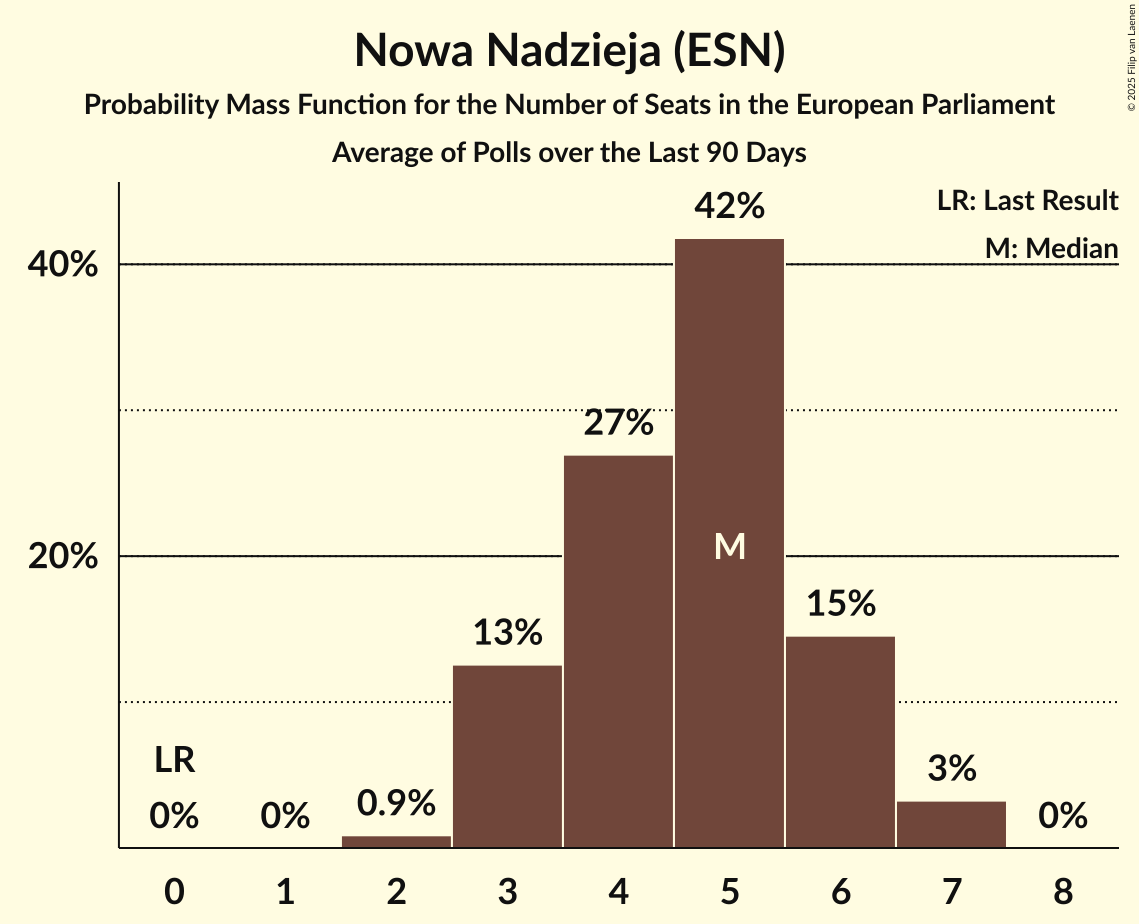 Nowa Nadzieja (ESN)
Probability Mass Function for the Number of Seats in the European Parliament
Average of Polls over the Last 90 Days
© 2025 Filip van Laenen
LR: Last Result
M: Median
42%
40%
27%
M
20%
15%
13%
LR
3%
0.9%
0%
0%
0%
0 1 2 3 4 5 6 7 8